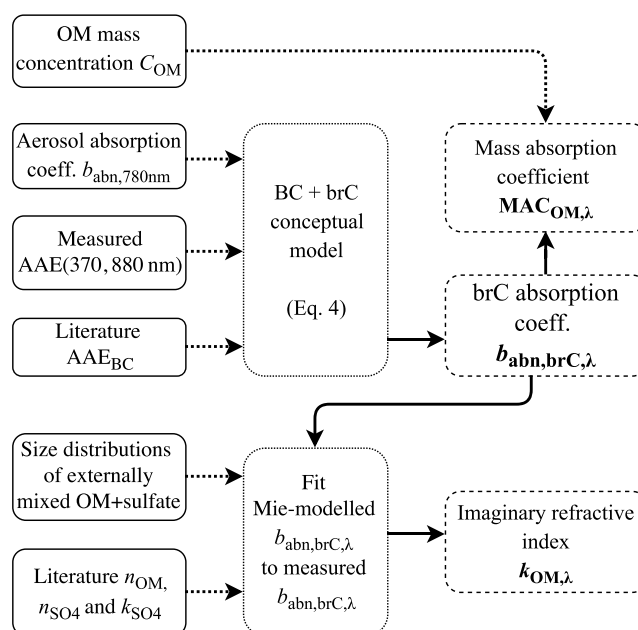 OM mass
concentration C_OM
Aerosol absorption
coeff. b_abn,780nm
Measured
AAE(370, 880 nm)
Literature
AAE_BC
BC + brC
conceptual
model
(Eq. 4)
Mass absorption
coefficient
MAC_OM,λ
brC absorption
coeff.
b_abn,brC,λ
Size distributions
of externally
mixed OM+sulfate
Literature n_OM,
n_SO4 and k_SO4
Fit
Mie-modelled
b_abn,brC,λ
to measured
b_abn,brC,λ
Imaginary refractive
index
k_OM,λ